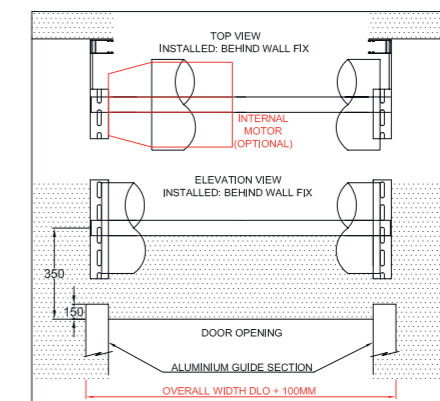 TOP VIEW
INSTALLED: BEHIND WALL FIX
INTERNAL
MOTOR
(OPTIONAL)
ELEVATION VIEW
INSTALLED: BEHIND WALL FIX
350
150
DOOR OPENING
ALUMINIUM GUIDE SECTION
OVERALL WIDTH DLO + 100MM